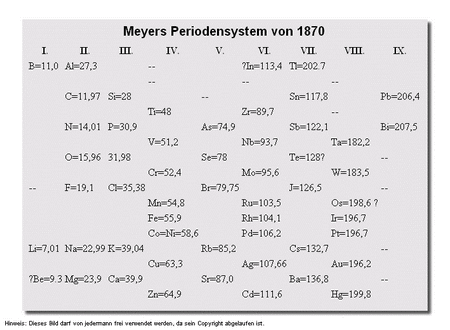 Meyers Periodensystem von 1870
I. II. III. IV. V. VI. VII. VIII. IX.
B=11,0 Al=27,3 -- ?In=113,4 Tl=202.7
-- -- --
C=11,97 Si=28 -- Sn=117,8 Pb=206,4
Ti=48 Zr=89,7 --
N=14,01 P=30,9 As=74,9 Sb=122,1 Bi=207,5
V=51,2 Nb=93,7 Ta=182,2
O=15,96 31,98 Se=78 Te=128? --
Cr=52,4 Mo=95,6 W=183,5
-- F=19,1 Cl=35,38 Br=79,75 J=126,5 --
Mn=54,8 Ru=103,5 Os=198,6 ?
Fe=55,9 Rh=104,1 Ir=196,7
Co=Ni=58,6 Pd=106,2 Pt=196,7
Li=7,01 Na=22,99 K=39,04 Rb=85,2 Cs=132,7 --
Cu=63,3 Ag=107,66 Au=196,2
?Be=9.3 Mg=23,9 Ca=39,9 Sr=87,0 Ba=136,8 --
Zn=64,9 Cd=111,6 Hg=199,8
Hinweis: Dieses Bild darf von jedermann frei verwendet werden, da sein Copyright abgelaufen ist.